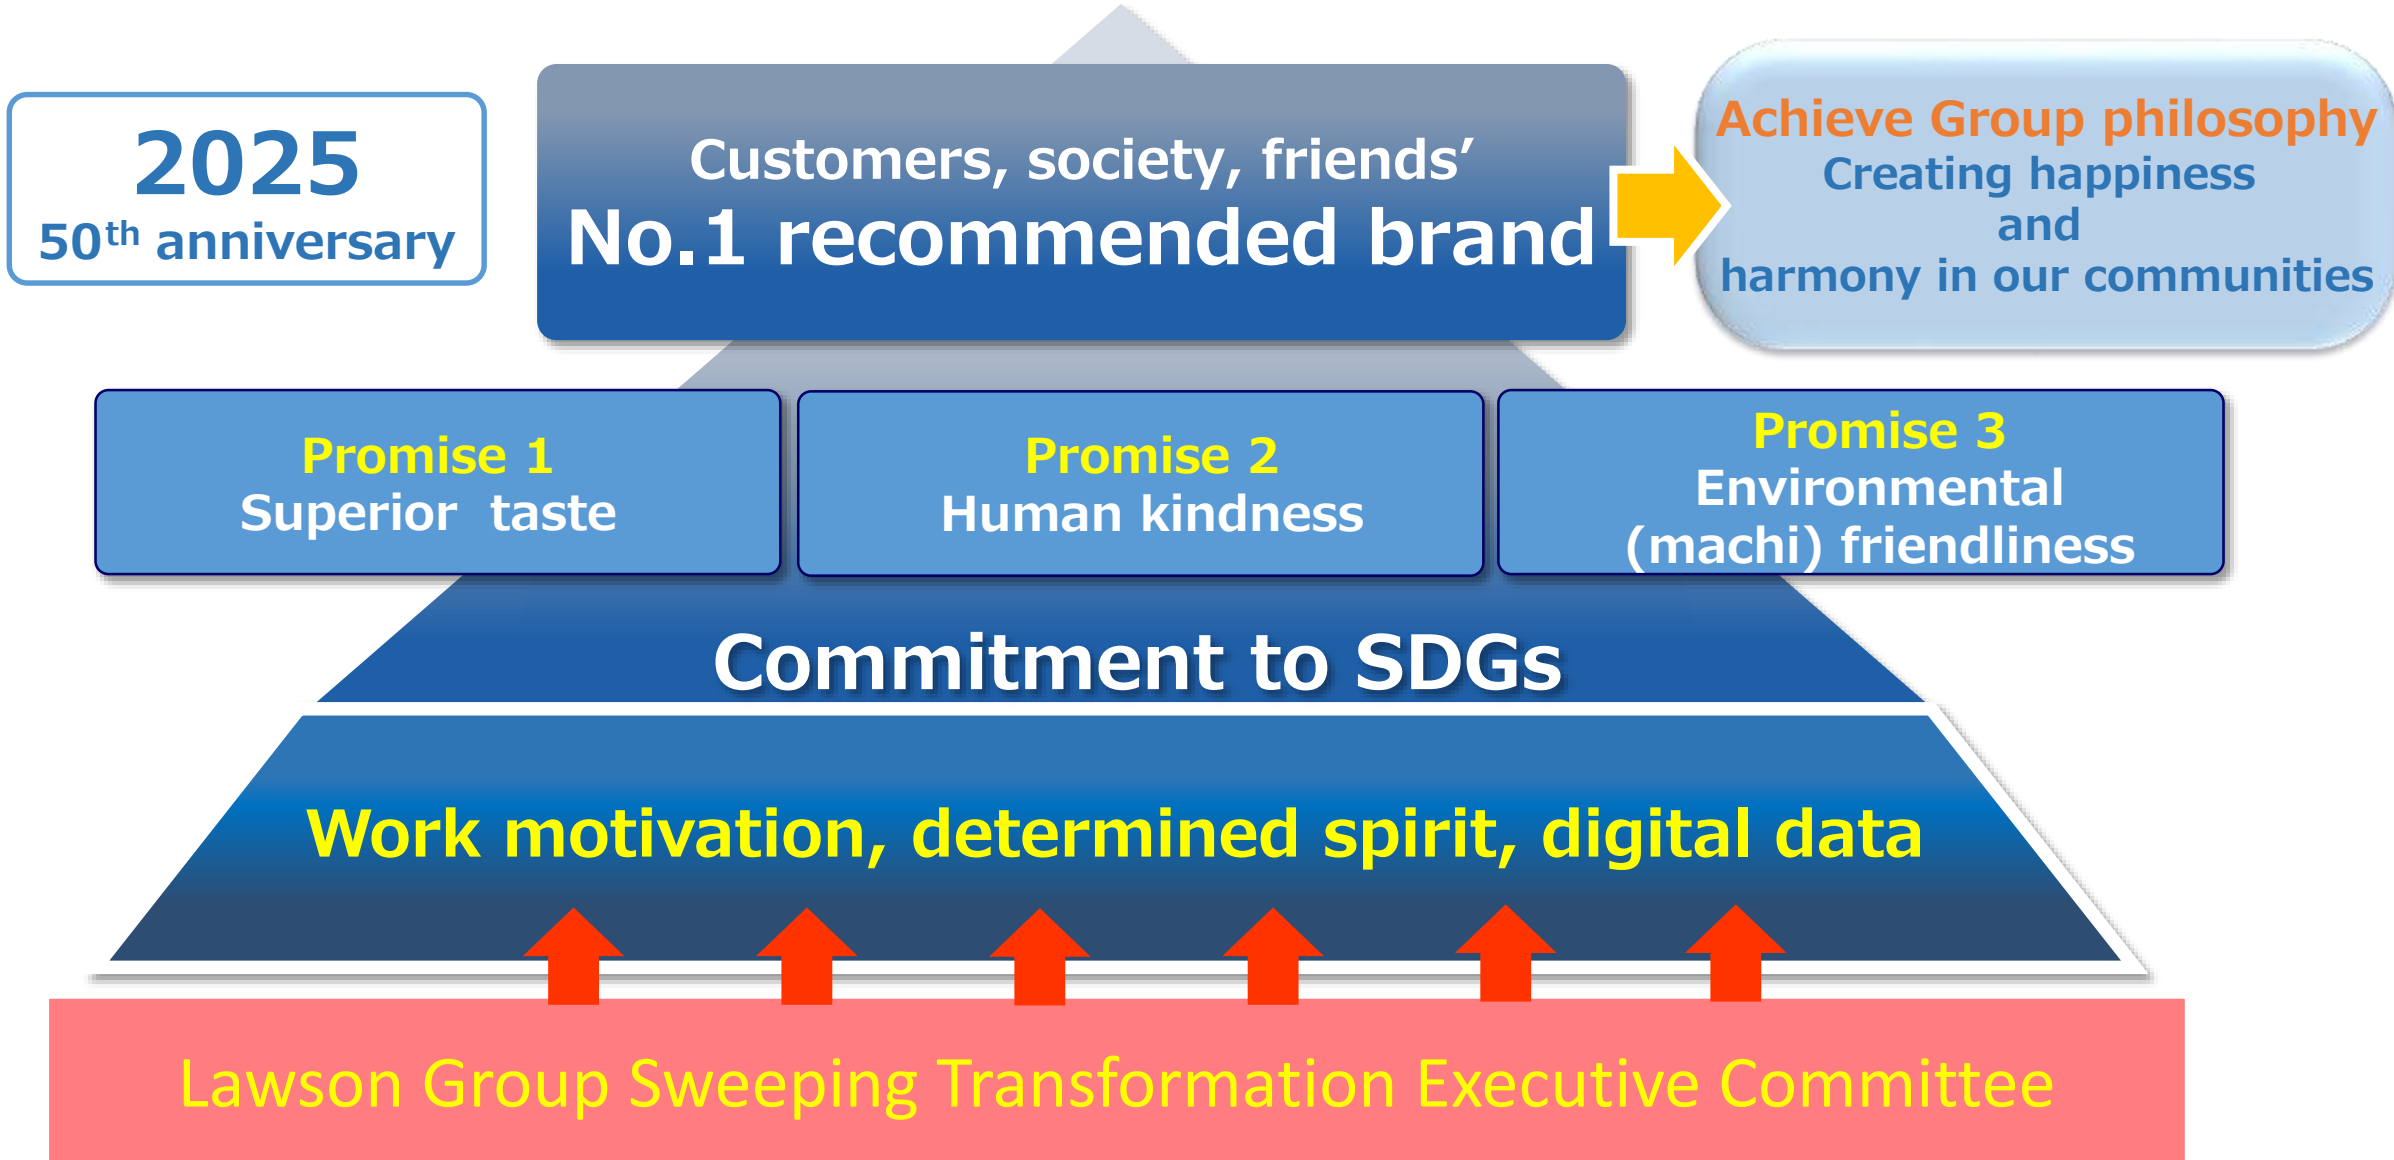 2025
50th anniversary
Customers, society, friends’
No.1 recommended brand
Achieve Group philosophy
Creating happiness
and
harmony in our communities
Promise 1
Superior taste
Promise 2
Human kindness
Promise 3
Environmental
(machi) friendliness
Commitment to SDGs
Work motivation, determined spirit, digital data
Lawson Group Sweeping Transformation Executive Committee